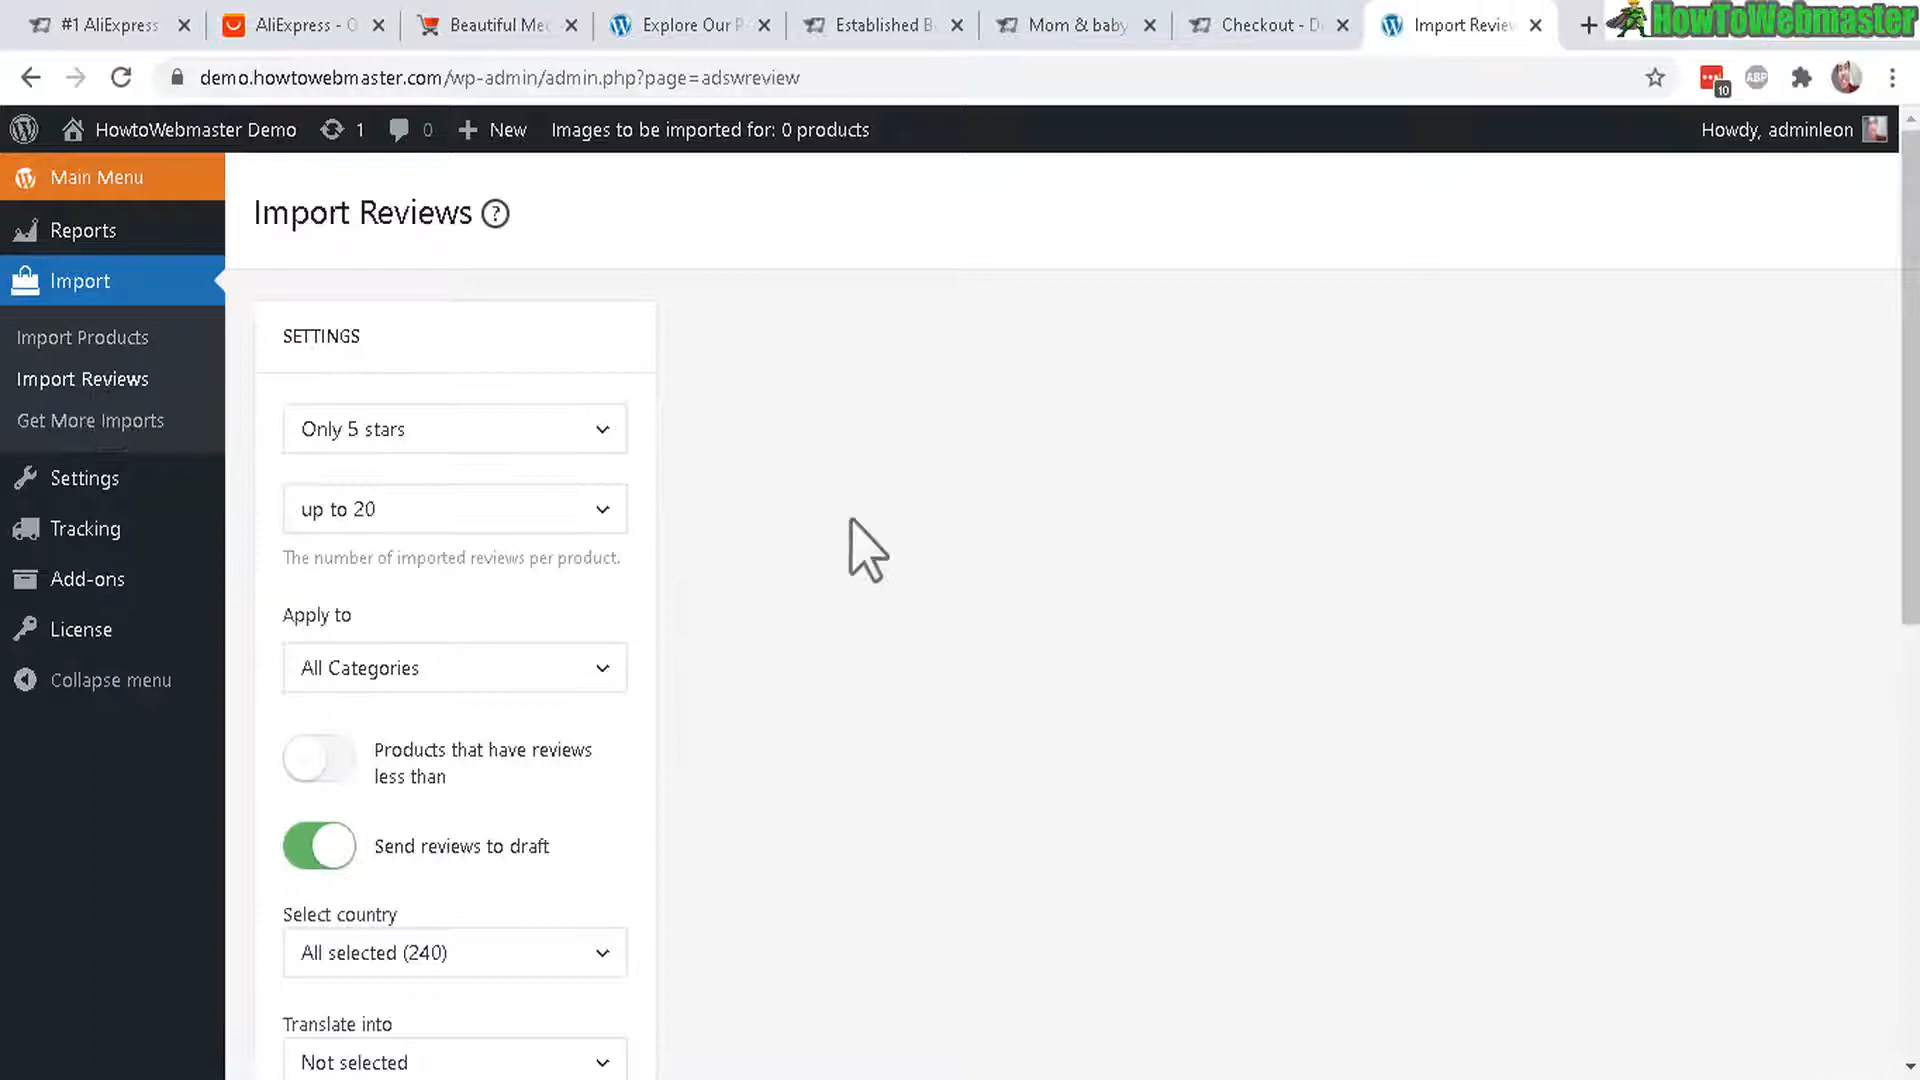 #1 AliExpress
AliExpress - O
Beautiful Me
Explore Our P
Established B
Mom & baby
Checkout - D
Import Revie
HowToWebmaster
demo.howtowebmaster.com/wp-admin/admin.php?page=adswreview
10
ABP
HowtoWebmaster Demo
1
0
New
Images to be imported for: 0 products
Howdy, adminleon
Main Menu
Reports
Import
Import Products
Import Reviews
Get More Imports
Settings
Tracking
Add-ons
License
Collapse menu
Import Reviews ?
SETTINGS
Only 5 stars
up to 20
The number of imported reviews per product.
Apply to
All Categories
Products that have reviews
less than
Send reviews to draft
Select country
All selected (240)
Translate into
Not selected